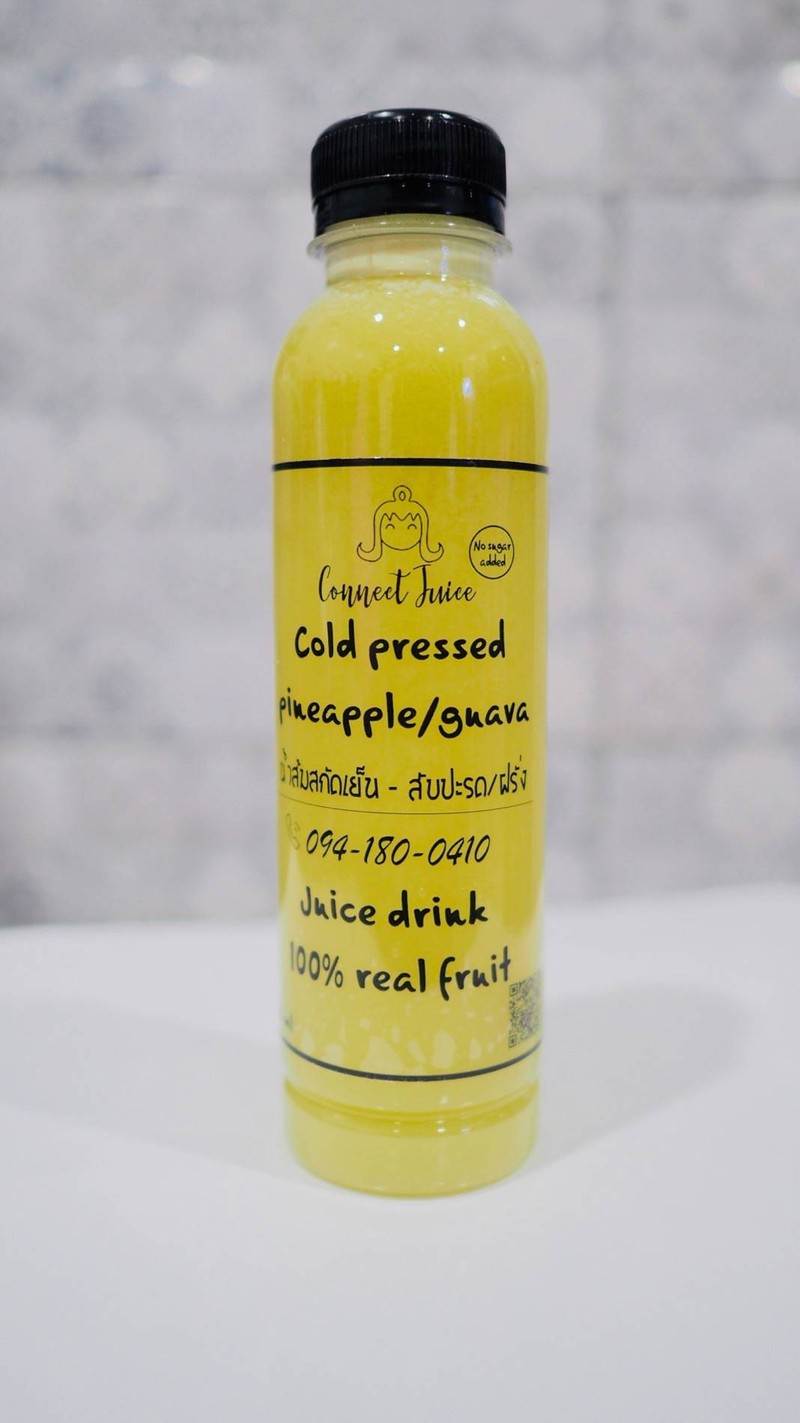 No sugar
added
Connect Juice
Cold pressed
pineapple/guava
น้ำส้มสกัดเย็น - สับปะรด/ฝรั่ง
094-180-0410
Juice drink
100% real fruit